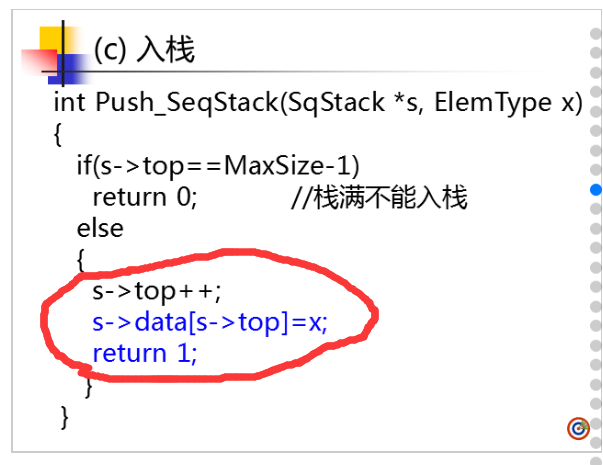 (c) 入栈
int Push_SeqStack(SqStack *s, ElemType x)
{
if(s->top==MaxSize-1)
return 0; //栈满不能入栈
else
{
s->top++;
s->data[s->top]=x;
return 1;
}
}